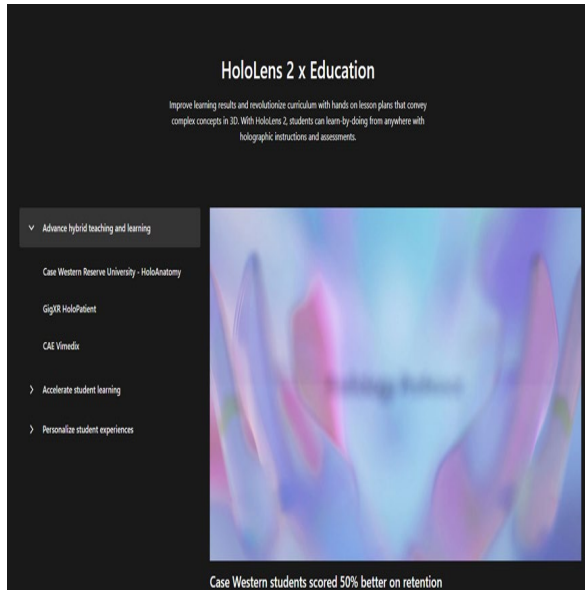 HoloLens 2 x Education
Improve learning results and revolutionize curriculum with hands on lesson plans that convey
complex concepts in 3D. With HoloLens 2, students can learn-by-doing from anywhere with
holographic instructions and assessments.
Advance hybrid teaching and learning
Case Western Reserve University - HoloAnatomy
GigXR HoloPatient
CAE Vimedix
Accelerate student learning
Personalize student experiences
Case Western students scored 50% better on retention